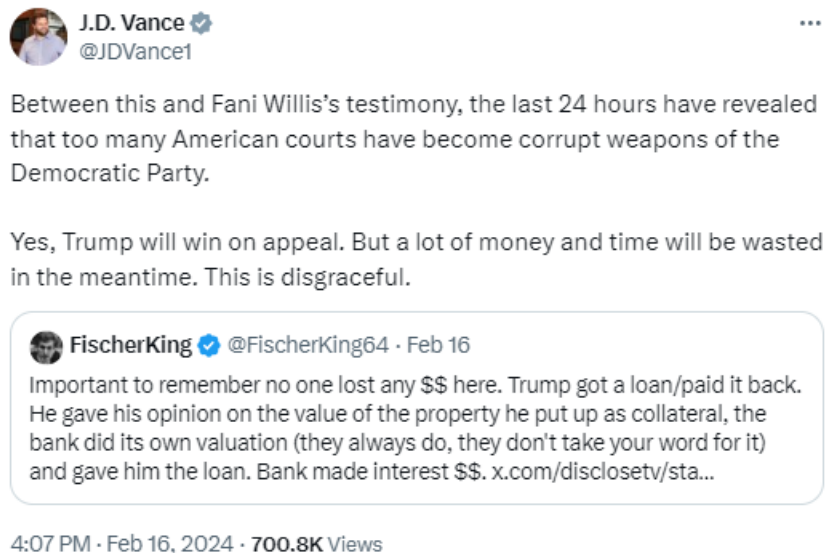 J.D. Vance
@JDVance1
Between this and Fani Willis’s testimony, the last 24 hours have revealed
that too many American courts have become corrupt weapons of the
Democratic Party.
Yes, Trump will win on appeal. But a lot of money and time will be wasted
in the meantime. This is disgraceful.
FischerKing @FischerKing64 · Feb 16
Important to remember no one lost any $$ here. Trump got a loan/paid it back.
He gave his opinion on the value of the property he put up as collateral, the
bank did its own valuation (they always do, they don't take your word for it)
and gave him the loan. Bank made interest $$. x.com/disclosetv/sta...
4:07 PM · Feb 16, 2024 · 700.8K Views